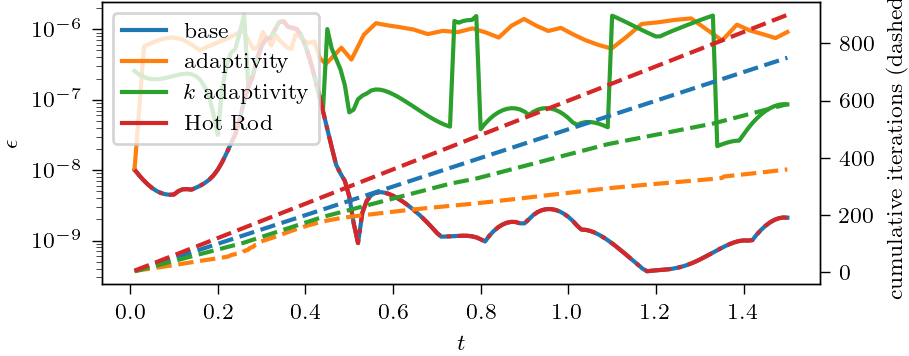 base
adaptivity
k adaptivity
Hot Rod
10⁻⁶
10⁻⁷
10⁻⁸
10⁻⁹
ϵ
800
600
400
200
0
cumulative iterations (dashed
0.0 0.2 0.4 0.6 0.8 1.0 1.2 1.4
t